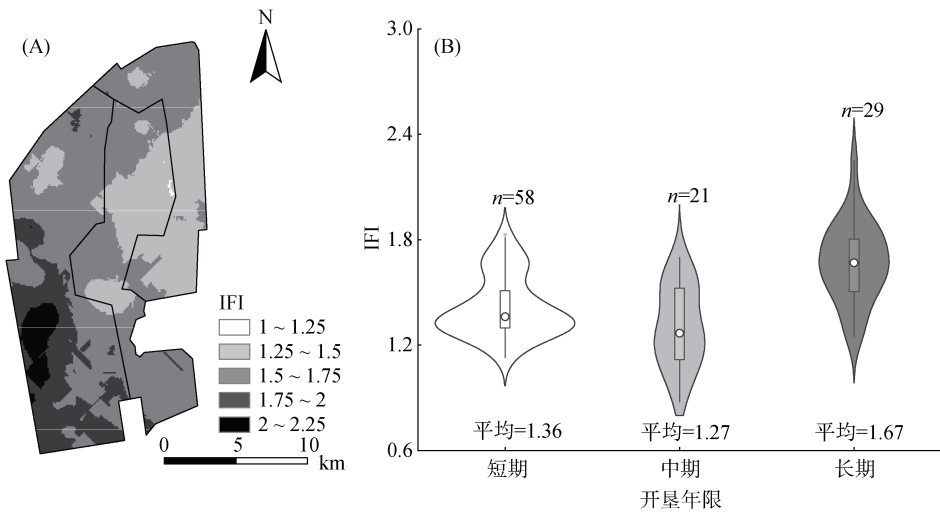 (A)
N
IFI
1 ~ 1.25
1.25 ~ 1.5
1.5 ~ 1.75
1.75 ~ 2
2 ~ 2.25
0 5 10
km
(B)
3.0
2.4
1.8
1.2
0.6
IFI
n=58
n=21
n=29
平均=1.36
平均=1.27
平均=1.67
短期
中期
长期
开垦年限